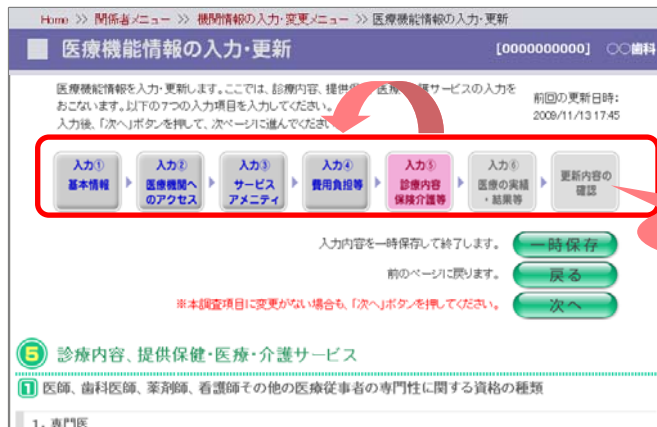 Home >> 関係者メニュー >> 機関情報の入力・変更メニュー >> 医療機能情報の入力・更新
医療機能情報の入力・更新
[0000000000] 〇〇歯科
医療機能情報を入力・更新します。ここでは、診療内容、提供 医療 サービスの入力を
おこないます。以下の7つの入力項目を入力してください。
入力後、「次へ」ボタンを押して、次ページに進んでくださ
前回の更新日時:
2009/11/13 17:45
入力① 基本情報
入力② 医療機関へのアクセス
入力③ サービスアメニティ
入力④ 費用負担等
入力⑤ 診療内容保険介護等
入力⑥ 医療の実績・結果等
更新内容の確認
入力内容を一時保存して終了します。 一時保存
前のページに戻ります。 戻る
※本調査項目に変更がない場合も、「次へ」ボタンを押してください。 次へ
⑤ 診療内容、提供保健・医療・介護サービス
1 医師、歯科医師、薬剤師、看護師その他の医療従事者の専門性に関する資格の種類
1. 専門医